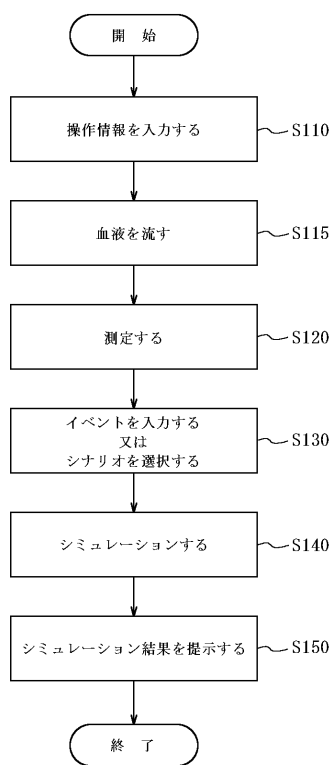 開　始
操作情報を入力する
S110
血液を流す
S115
測定する
S120
イベントを入力する
又は
シナリオを選択する
S130
シミュレーションする
S140
シミュレーション結果を提示する
S150
終　了